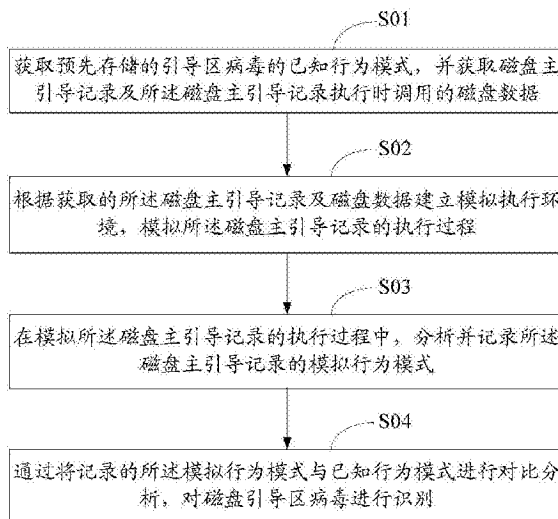 S01
获取预先存储的引导区病毒的已知行为模式，并获取磁盘主
引导记录及所述磁盘主引导记录执行时调用的磁盘数据
S02
根据获取的所述磁盘主引导记录及磁盘数据建立模拟执行环
境，模拟所述磁盘主引导记录的执行过程
S03
在模拟所述磁盘主引导记录的执行过程中，分析并记录所述
磁盘主引导记录的模拟行为模式
S04
通过将记录的所述模拟行为模式与已知行为模式进行对比分
析，对磁盘引导区病毒进行识别